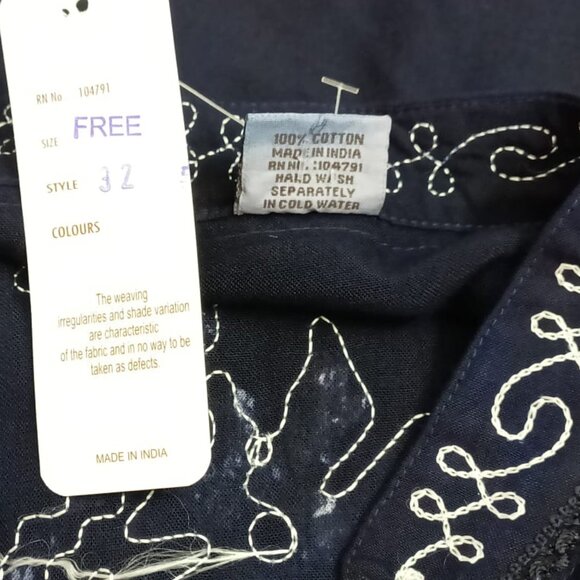 RN No 104791
SIZE FREE
STYLE 32
COLOURS
The weaving
irregularities and shade variation
are characteristic
of the fabric and in no way to be
taken as defects.
MADE IN INDIA
100% COTTON
MADE IN INDIA
RN NO. 104791
HAND WASH
SEPARATELY
IN COLD WATER